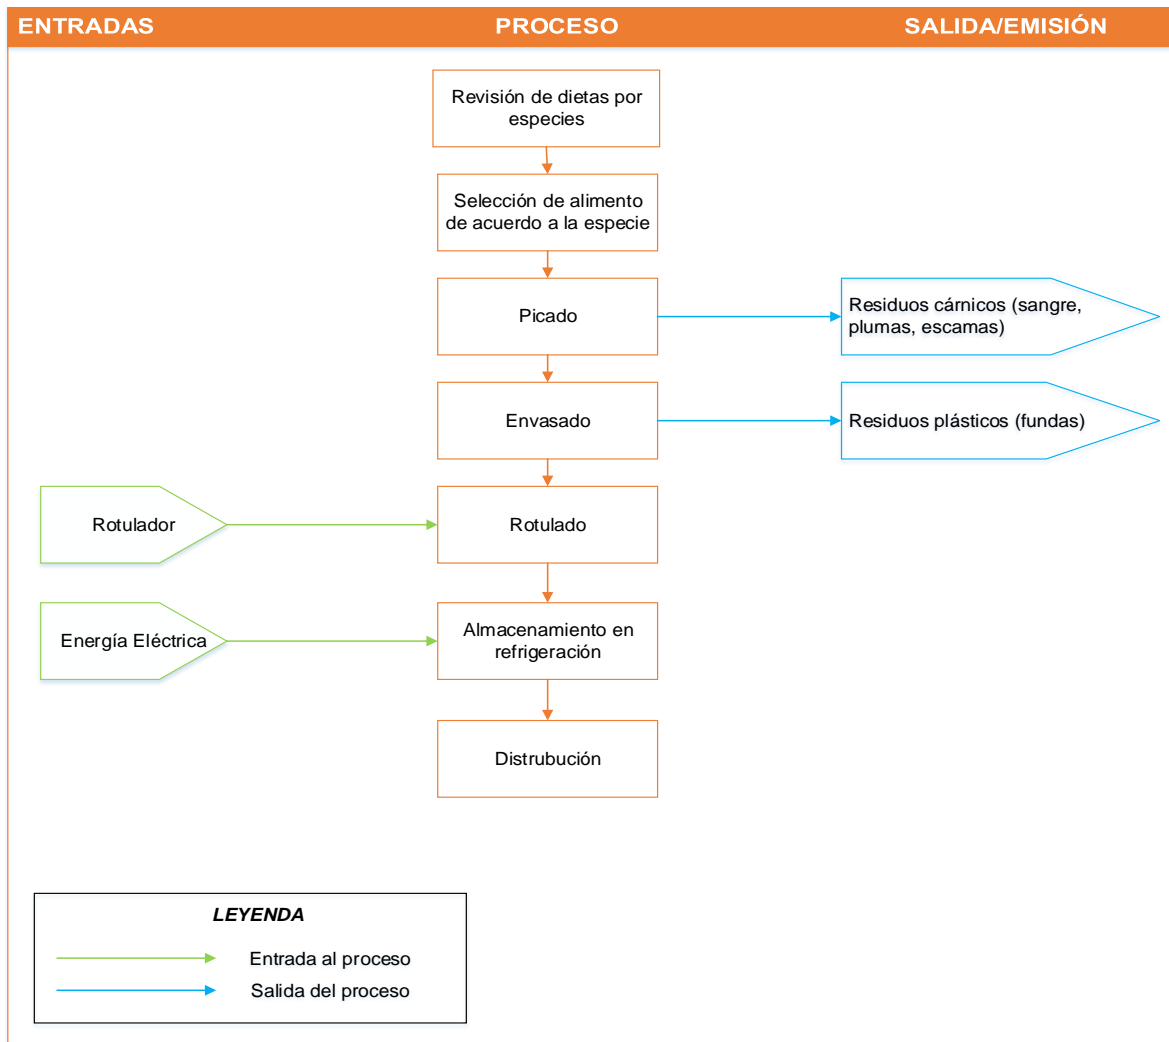 ENTRADAS
PROCESO
SALIDA/EMISIÓN
Revisión de dietas por
especies
Selección de alimento
de acuerdo a la especie
Picado
Residuos cárnicos (sangre,
plumas, escamas)
Envasado
Residuos plásticos (fundas)
Rotulador
Rotulado
Energía Eléctrica
Almacenamiento en
refrigeración
Distrubución
LEYENDA
Entrada al proceso
Salida del proceso